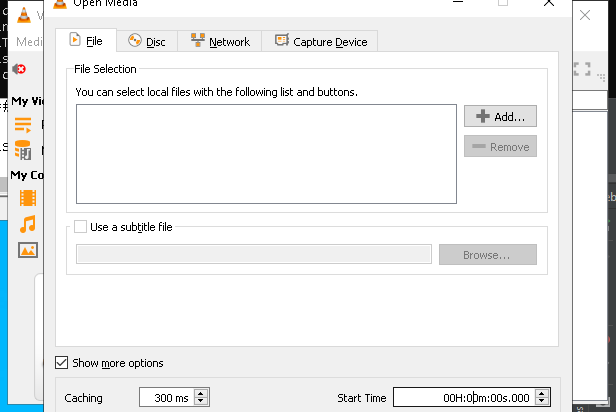 Open Media
Medi
File
Disc
Network
Capture Device
File Selection
You can select local files with the following list and buttons.
My Vi
Add...
Remove
My Co
Use a subtitle file
Browse...
Show more options
Caching
300 ms
Start Time
00H:00m:00s.000